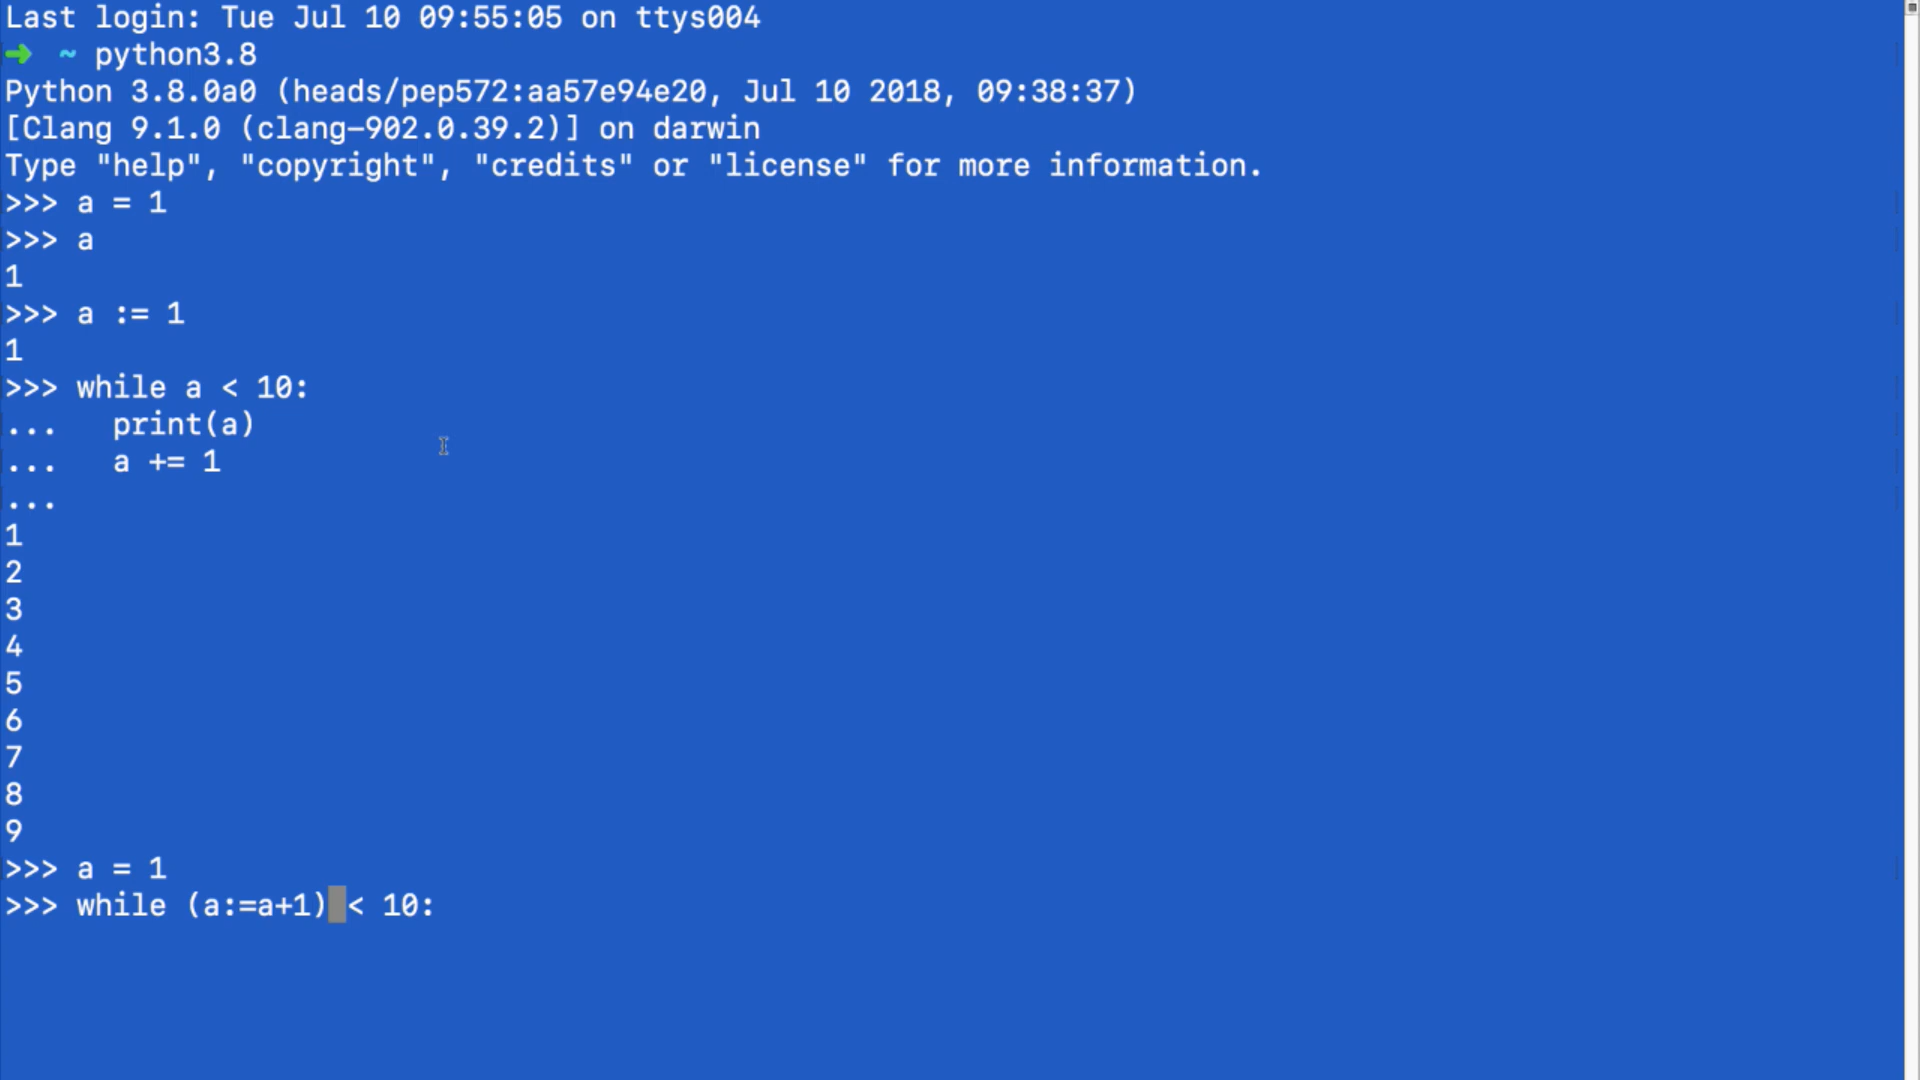 Last login: Tue Jul 10 09:55:05 on ttys004
➜  ~ python3.8
Python 3.8.0a0 (heads/pep572:aa57e94e20, Jul 10 2018, 09:38:37)
[Clang 9.1.0 (clang-902.0.39.2)] on darwin
Type "help", "copyright", "credits" or "license" for more information.
>>> a = 1
>>> a
1
>>> a := 1
1
>>> while a < 10:
...   print(a)
...   a += 1
...
1
2
3
4
5
6
7
8
9
>>> a = 1
>>> while (a:=a+1) < 10: